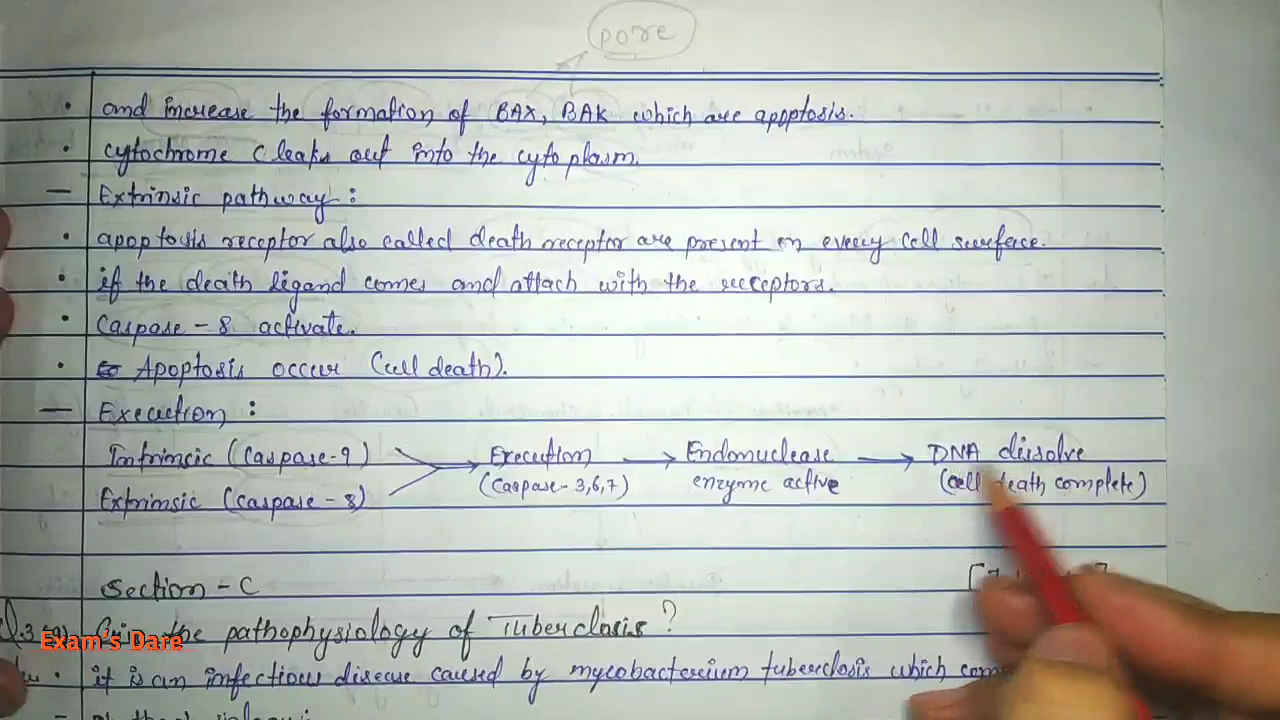 pore
• and increase the formation of BAX, BAK which are apoptosis.
• cytochrome C leaks out into the cytoplasm.
— Extrinsic pathway :
• apoptosis receptor also called death receptor are present on every cell surface.
• if the death ligand comes and attach with the receptors.
• Caspase - 8 activate.
• Apoptosis occur (cell death).
— Execution :
Intrinsic (Caspase-9) → Execution → Endonuclease → DNA dissolve
Extrinsic (caspase - 8) (Caspase - 3,6,7) enzyme active (cell death complete)
Section - C
Q.3 the pathophysiology of Tuberclosis ?
Exam's Dare
• it is an infectious disease caused by mycobacterium tuberclosis which